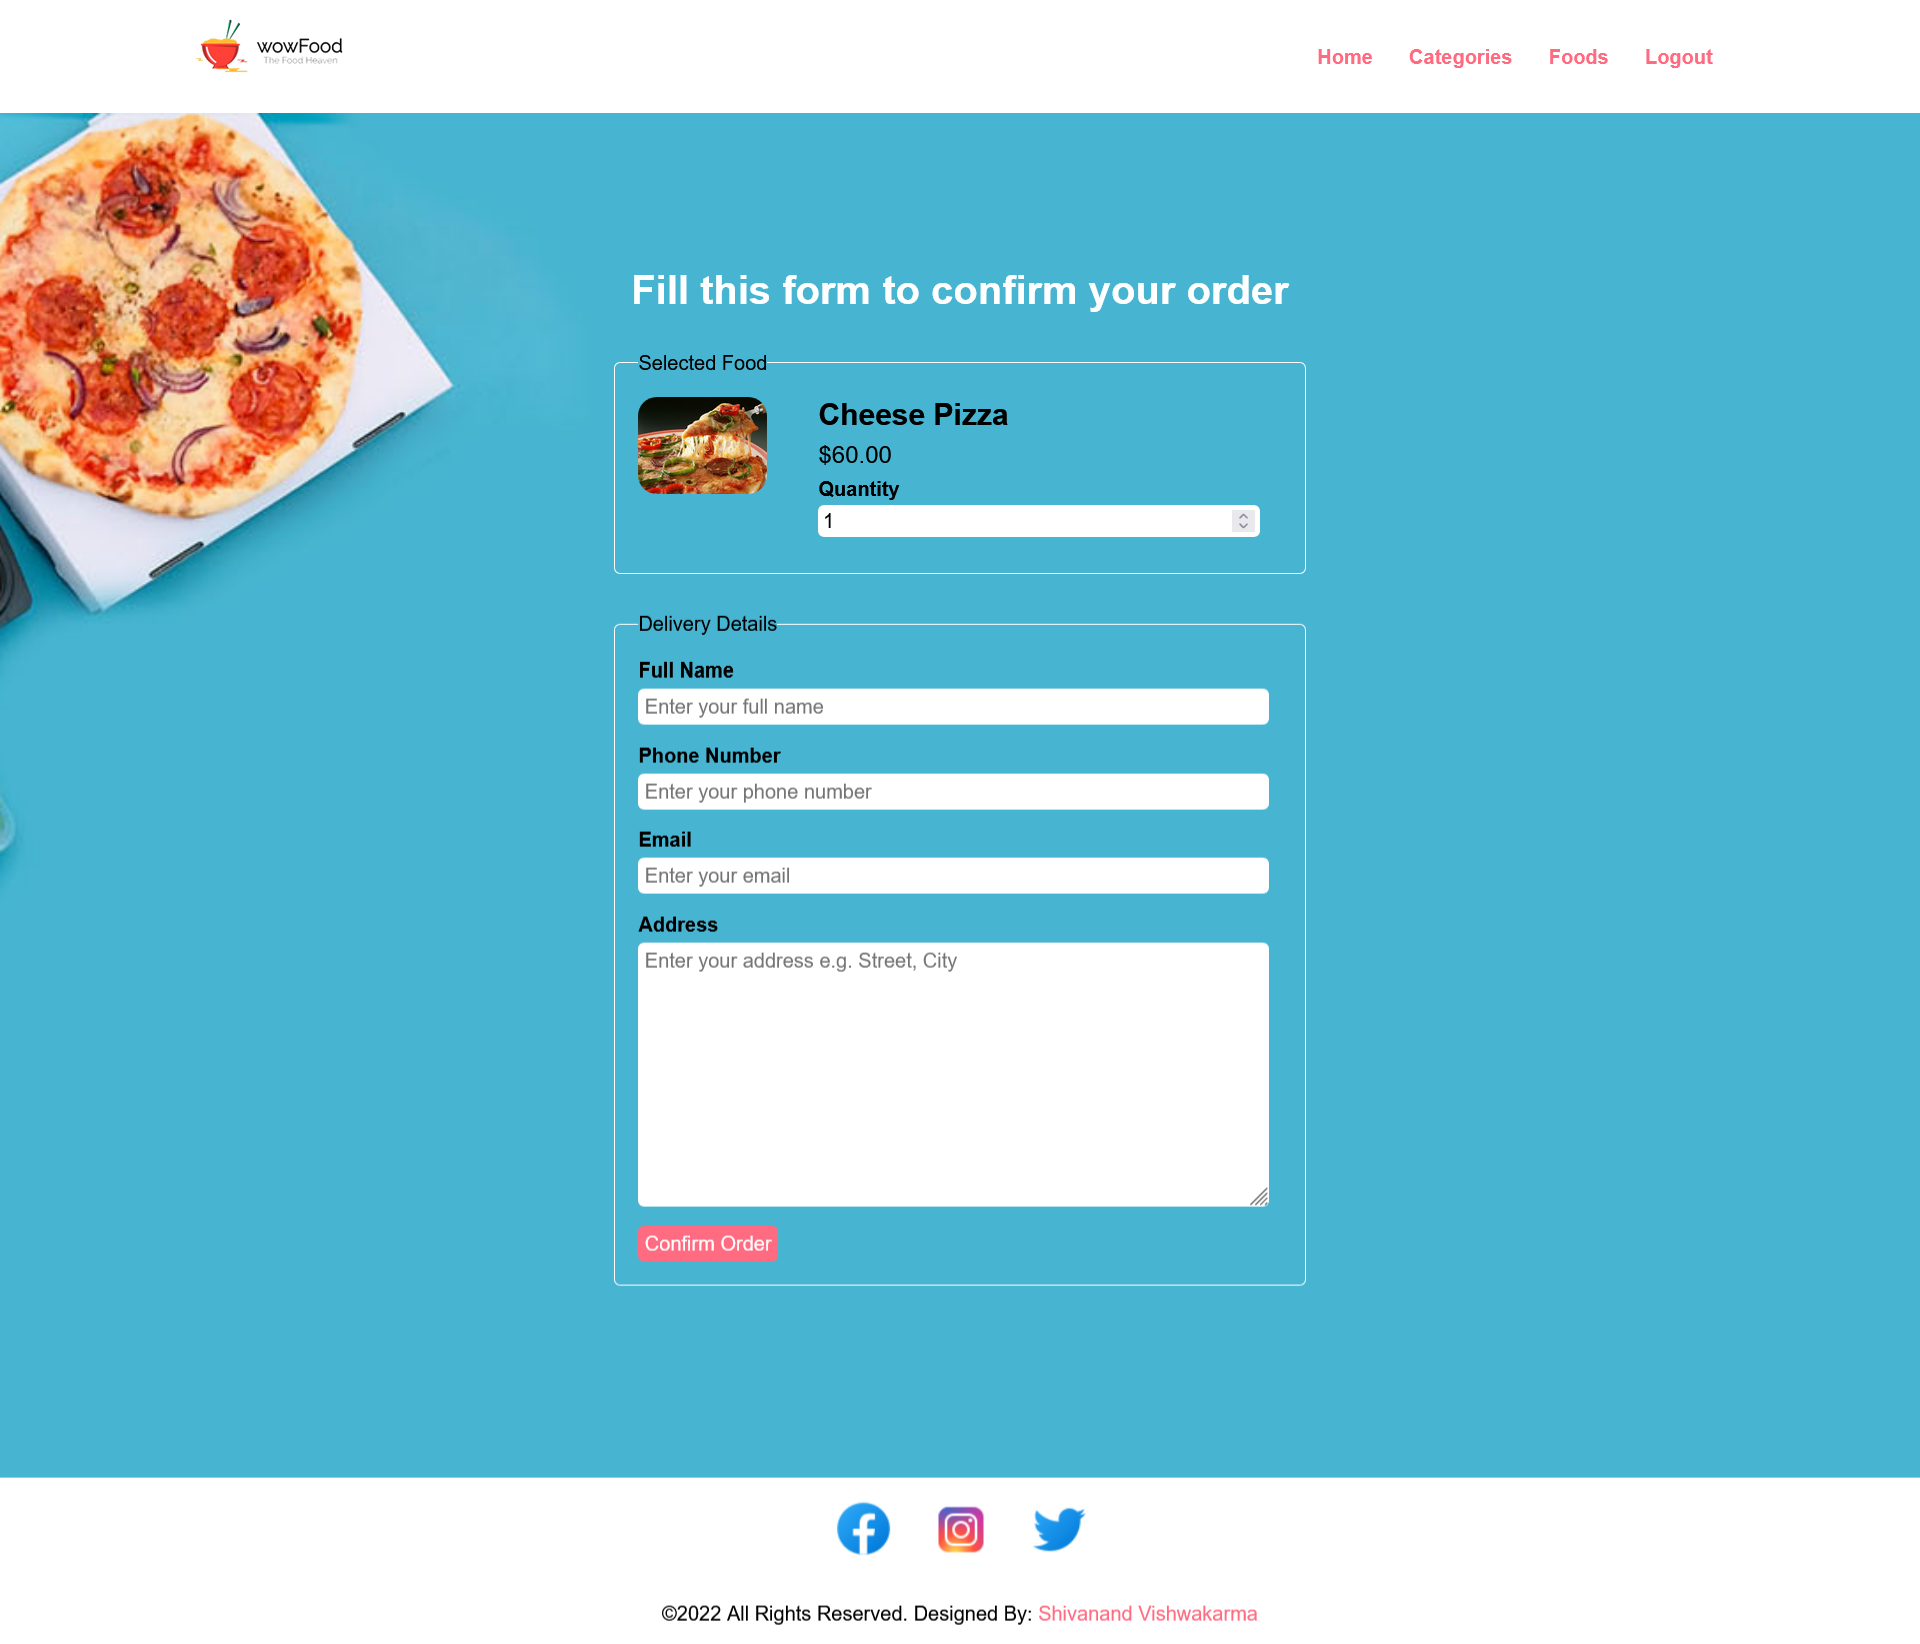 wowFood
The Food Heaven
Home Categories Foods Logout
Fill this form to confirm your order
Selected Food
Cheese Pizza
$60.00
Quantity
1
Delivery Details
Full Name
Enter your full name
Phone Number
Enter your phone number
Email
Enter your email
Address
Enter your address e.g. Street, City
Confirm Order
©2022 All Rights Reserved. Designed By: Shivanand Vishwakarma